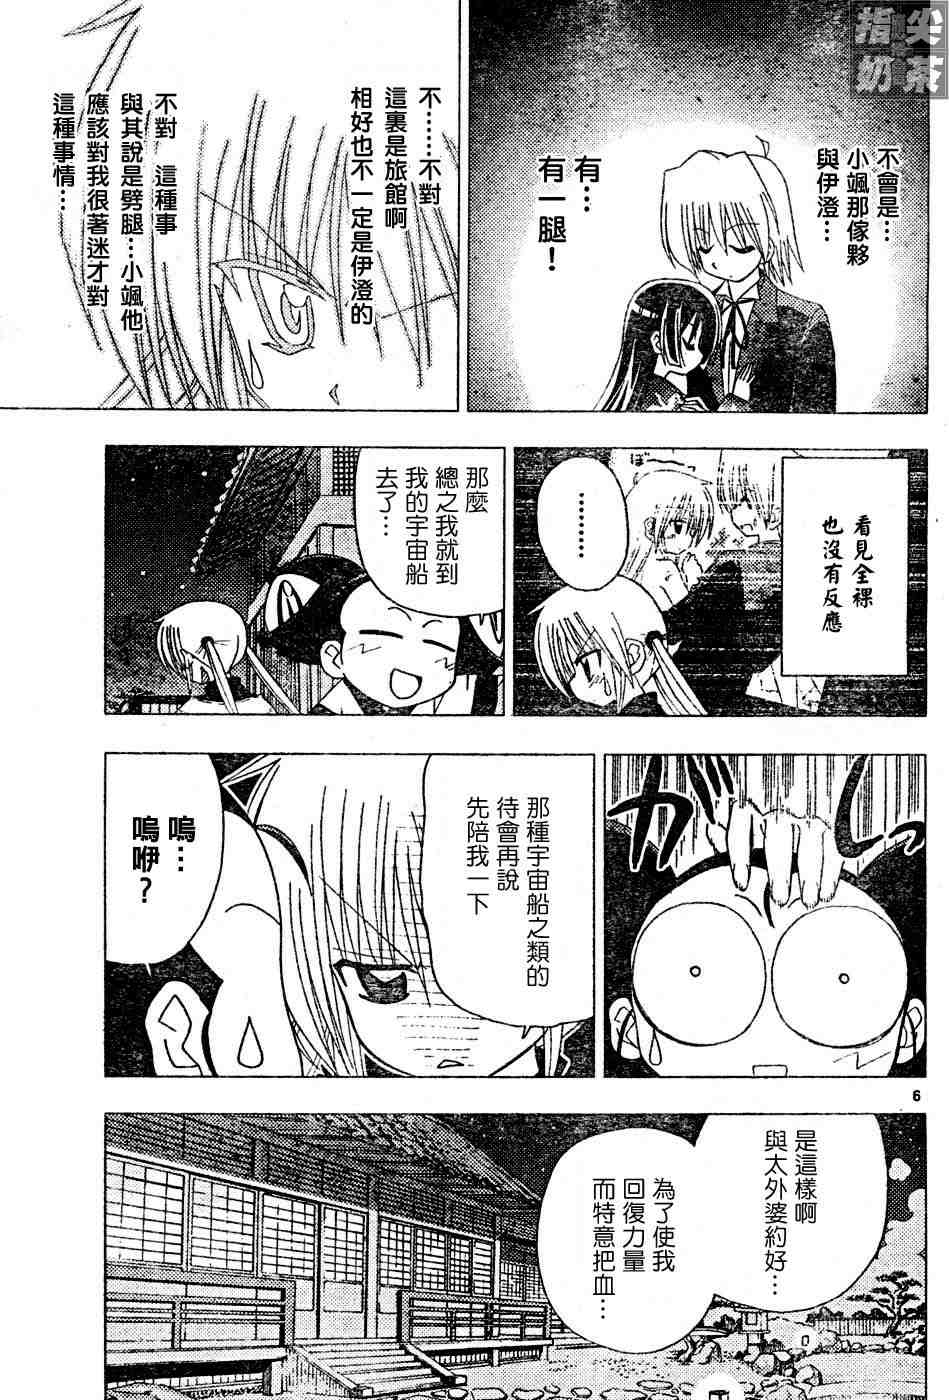 指尖
奶茶
不會是…
小颯那傢夥
與伊澄…
有…
有一腿！
不……不對
這裏是旅館啊
相好也不一定是伊澄的
不對 這種事
與其說是劈腿…小颯他
應該對我很著迷才對
這種事情…
看見全裸
也沒有反應
………
那麼
總之我就到
我的宇宙船
去了…
那種宇宙船之類的
待會再說
先陪我一下
嗚…
嗚咿？
6
是這樣啊
與太外婆約好…
為了使我
回復力量
而特意把血…